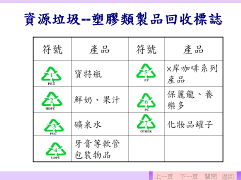 資源垃圾--塑膠類製品回收標誌
符號 產品 符號 產品
寶特瓶
×岸咖啡系列
產品
鮮奶、果汁
保麗龍、養
樂多
礦泉水
化妝品罐子
牙膏等軟管
包裝物品
上一頁 下一頁